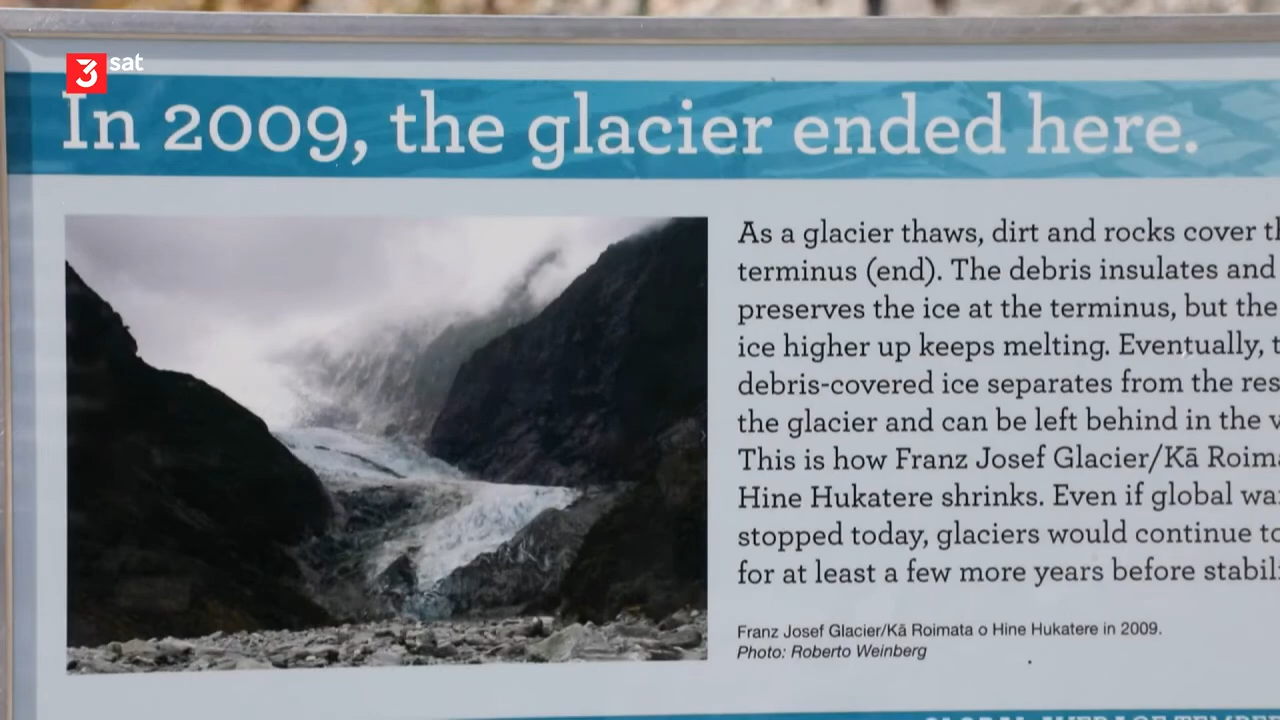 3 sat
In 2009, the glacier ended here.
As a glacier thaws, dirt and rocks cover
terminus (end). The debris insulates and
preserves the ice at the terminus, but the
ice higher up keeps melting. Eventually,
debris-covered ice separates from the
the glacier and can be left behind in the
This is how Franz Josef Glacier/Kā
Hine Hukatere shrinks. Even if global
stopped today, glaciers would continue
for at least a few more years before
Franz Josef Glacier/Kā Roimata o Hine Hukatere in 2009.
Photo: Roberto Weinberg